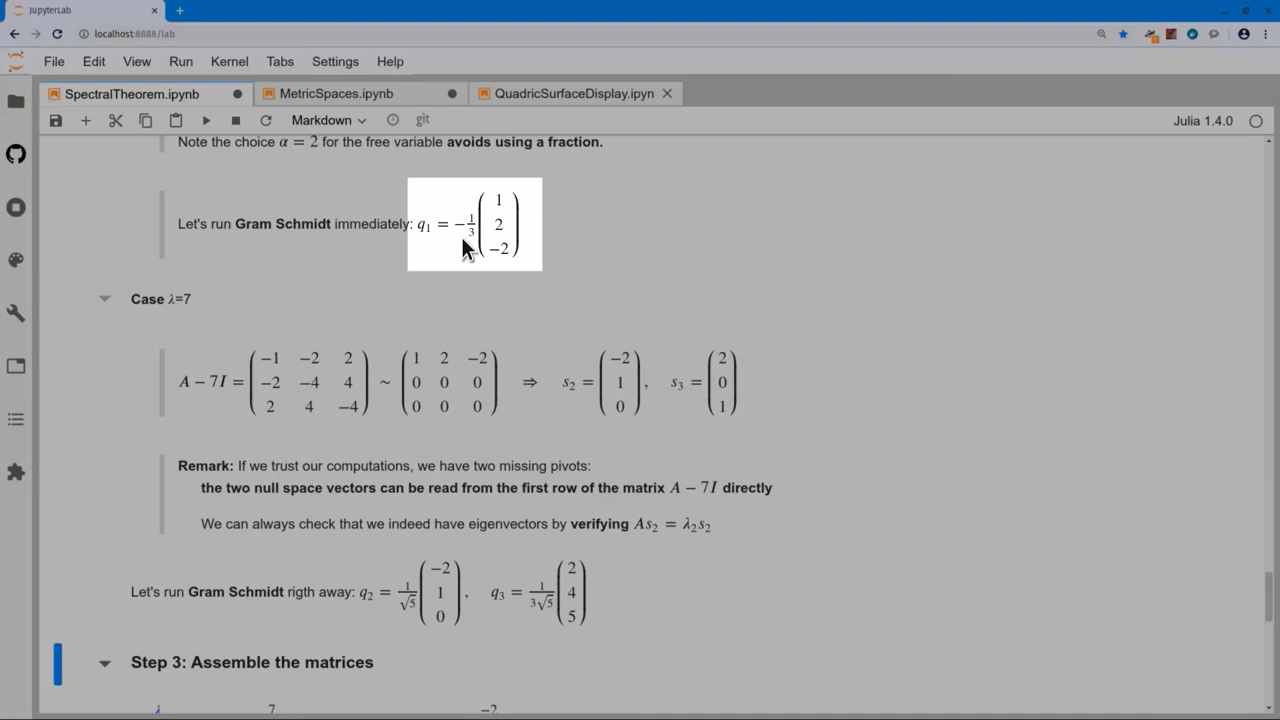 JupyterLab
localhost:8888/lab
File Edit View Run Kernel Tabs Settings Help
SpectralTheorem.ipynb MetricSpaces.ipynb QuadricSurfaceDisplay.ipyn
Markdown git Julia 1.4.0
Note the choice α = 2 for the free variable avoids using a fraction.
Let's run Gram Schmidt immediately: q₁ = −1/3 (1 2 −2)
Case λ=7
A − 7I = (−1 −2 2; −2 −4 4; 2 4 −4) ~ (1 2 −2; 0 0 0; 0 0 0) ⇒ s₂ = (−2 1 0), s₃ = (2 0 1)
Remark: If we trust our computations, we have two missing pivots:
the two null space vectors can be read from the first row of the matrix A − 7I directly
We can always check that we indeed have eigenvectors by verifying As₂ = λ₂s₂
Let's run Gram Schmidt rigth away: q₂ = 1/√5 (−2 1 0), q₃ = 1/3√5 (2 4 5)
Step 3: Assemble the matrices
λ 7 −2